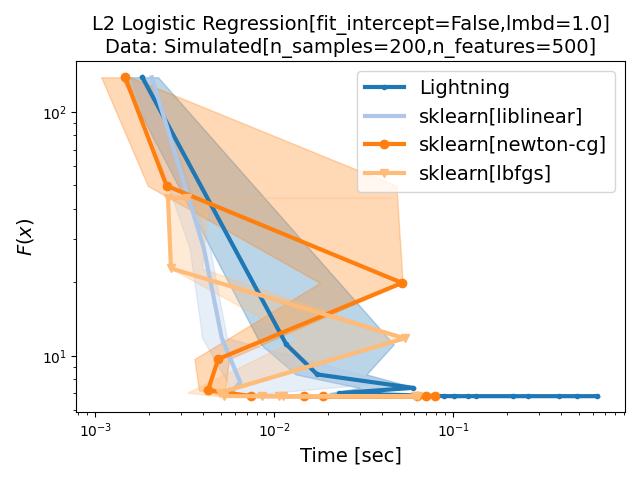 L2 Logistic Regression[fit_intercept=False,lmbd=1.0]
Data: Simulated[n_samples=200,n_features=500]
Lightning
sklearn[liblinear]
sklearn[newton-cg]
sklearn[lbfgs]
F(x)
10²
10¹
10⁻³
10⁻²
10⁻¹
Time [sec]